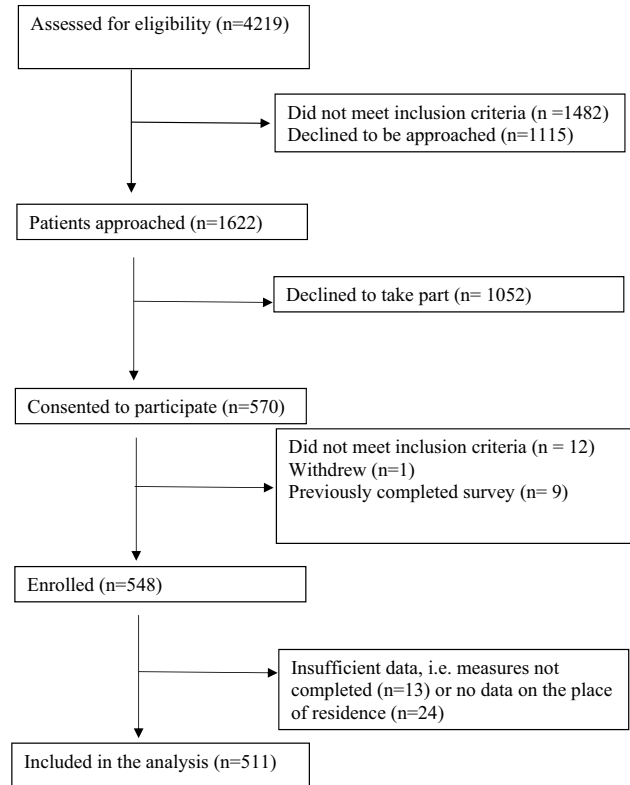 Assessed for eligibility (n=4219)
Did not meet inclusion criteria (n =1482)
Declined to be approached (n=1115)
Patients approached (n=1622)
Declined to take part (n= 1052)
Consented to participate (n=570)
Did not meet inclusion criteria (n = 12)
Withdrew (n=1)
Previously completed survey (n= 9)
Enrolled (n=548)
Insufficient data, i.e. measures not
completed (n=13) or no data on the place
of residence (n=24)
Included in the analysis (n=511)